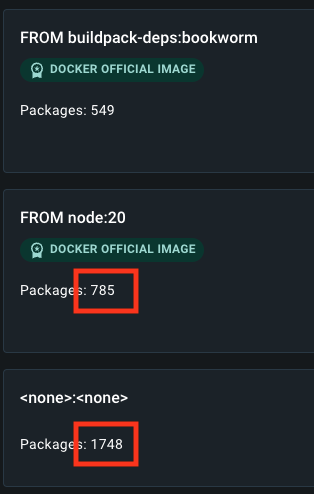 FROM buildpack-deps:bookworm
DOCKER OFFICIAL IMAGE
Packages: 549
FROM node:20
DOCKER OFFICIAL IMAGE
Packages: 785
<none>:<none>
Packages: 1748